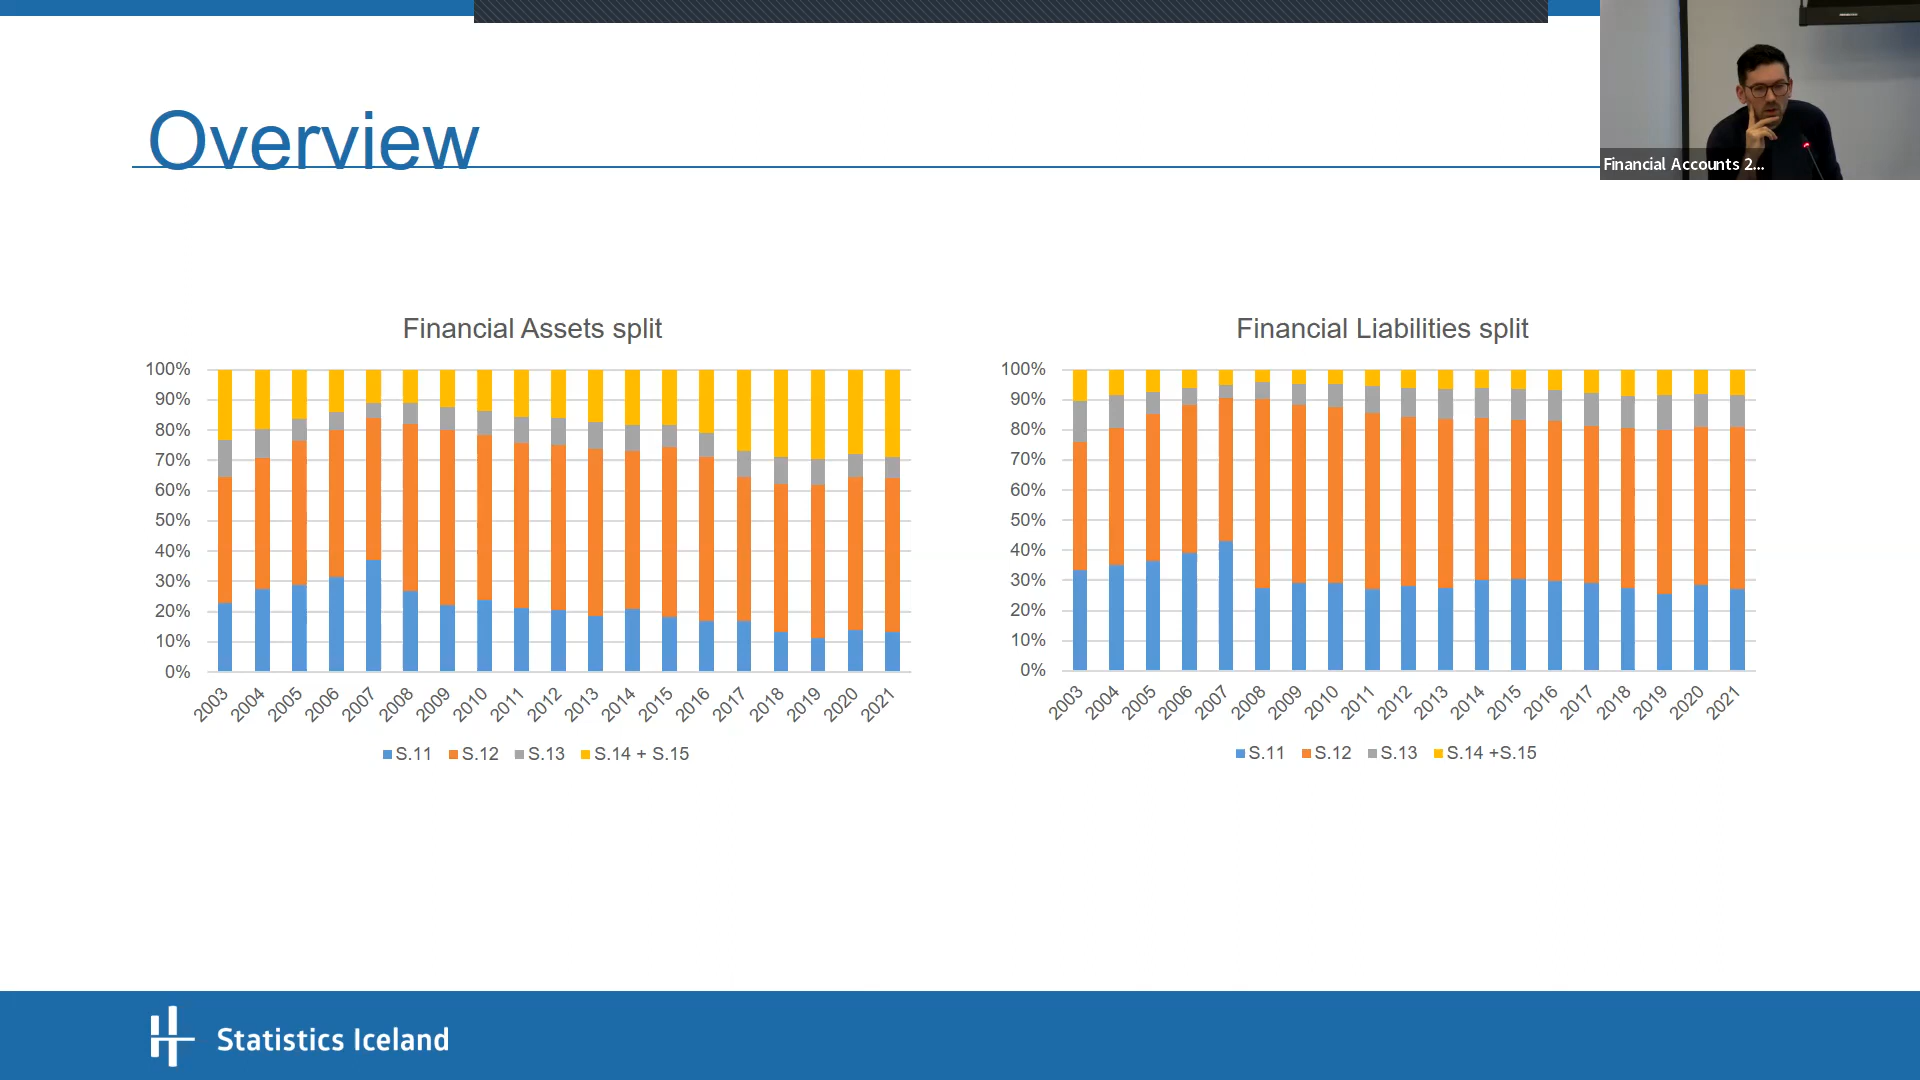 Overview
Financial Accounts 2...
Financial Assets split
100%
90%
80%
70%
60%
50%
40%
30%
20%
10%
0%
2003 2004 2005 2006 2007 2008 2009 2010 2011 2012 2013 2014 2015 2016 2017 2018 2019 2020 2021
S.11 S.12 S.13 S.14 + S.15
Financial Liabilities split
100%
90%
80%
70%
60%
50%
40%
30%
20%
10%
0%
2003 2004 2005 2006 2007 2008 2009 2010 2011 2012 2013 2014 2015 2016 2017 2018 2019 2020 2021
S.11 S.12 S.13 S.14 +S.15
Statistics Iceland